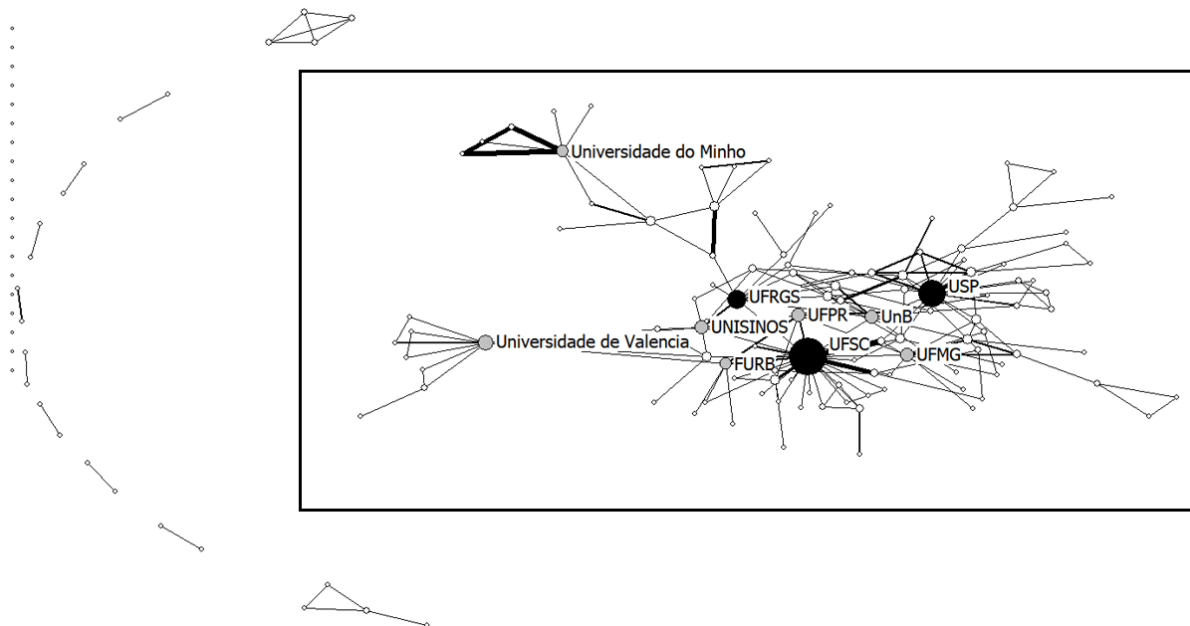 Universidade do Minho
USP
UFRGS
UFPR
UnB
UNISINOS
Universidade de Valencia
UFSC
UFMG
FURB